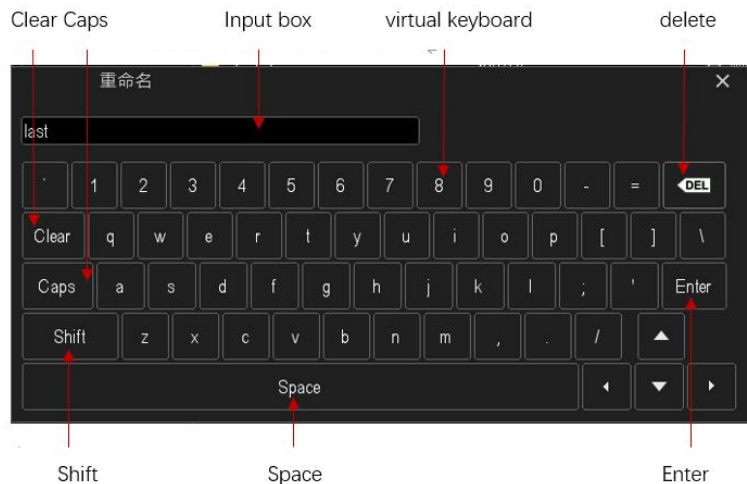 Clear Caps Input box virtual keyboard delete
重命名 ×
last
` 1 2 3 4 5 6 7 8 9 0 - = DEL
Clear q w e r t y u i o p [ ] \
Caps a s d f g h j k l ; ' Enter
Shift z x c v b n m , . /
Space
Shift Space Enter